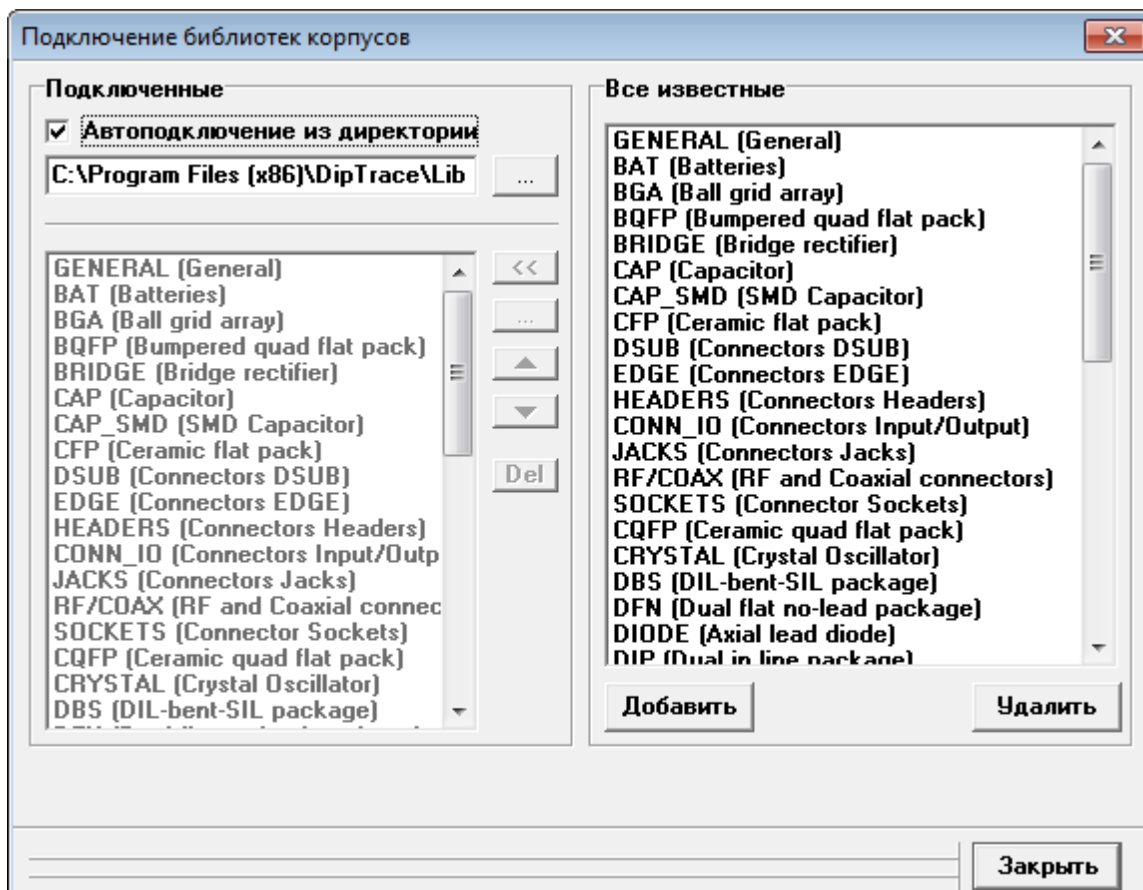 Подключение библиотек корпусов
Подключенные
Автоподключение из директории
C:\Program Files (x86)\DipTrace\Lib
...
GENERAL (General)
BAT (Batteries)
BGA (Ball grid array)
BQFP (Bumpered quad flat pack)
BRIDGE (Bridge rectifier)
CAP (Capacitor)
CAP_SMD (SMD Capacitor)
CFP (Ceramic flat pack)
DSUB (Connectors DSUB)
EDGE (Connectors EDGE)
HEADERS (Connectors Headers)
CONN_IO (Connectors Input/Outp
JACKS (Connectors Jacks)
RF/COAX (RF and Coaxial connec
SOCKETS (Connector Sockets)
CQFP (Ceramic quad flat pack)
CRYSTAL (Crystal Oscillator)
DBS (DIL-bent-SIL package)
<<
...
Del
Все известные
GENERAL (General)
BAT (Batteries)
BGA (Ball grid array)
BQFP (Bumpered quad flat pack)
BRIDGE (Bridge rectifier)
CAP (Capacitor)
CAP_SMD (SMD Capacitor)
CFP (Ceramic flat pack)
DSUB (Connectors DSUB)
EDGE (Connectors EDGE)
HEADERS (Connectors Headers)
CONN_IO (Connectors Input/Output)
JACKS (Connectors Jacks)
RF/COAX (RF and Coaxial connectors)
SOCKETS (Connector Sockets)
CQFP (Ceramic quad flat pack)
CRYSTAL (Crystal Oscillator)
DBS (DIL-bent-SIL package)
DFN (Dual flat no-lead package)
DIODE (Axial lead diode)
DIP (Dual in line package)
Добавить
Удалить
Закрыть